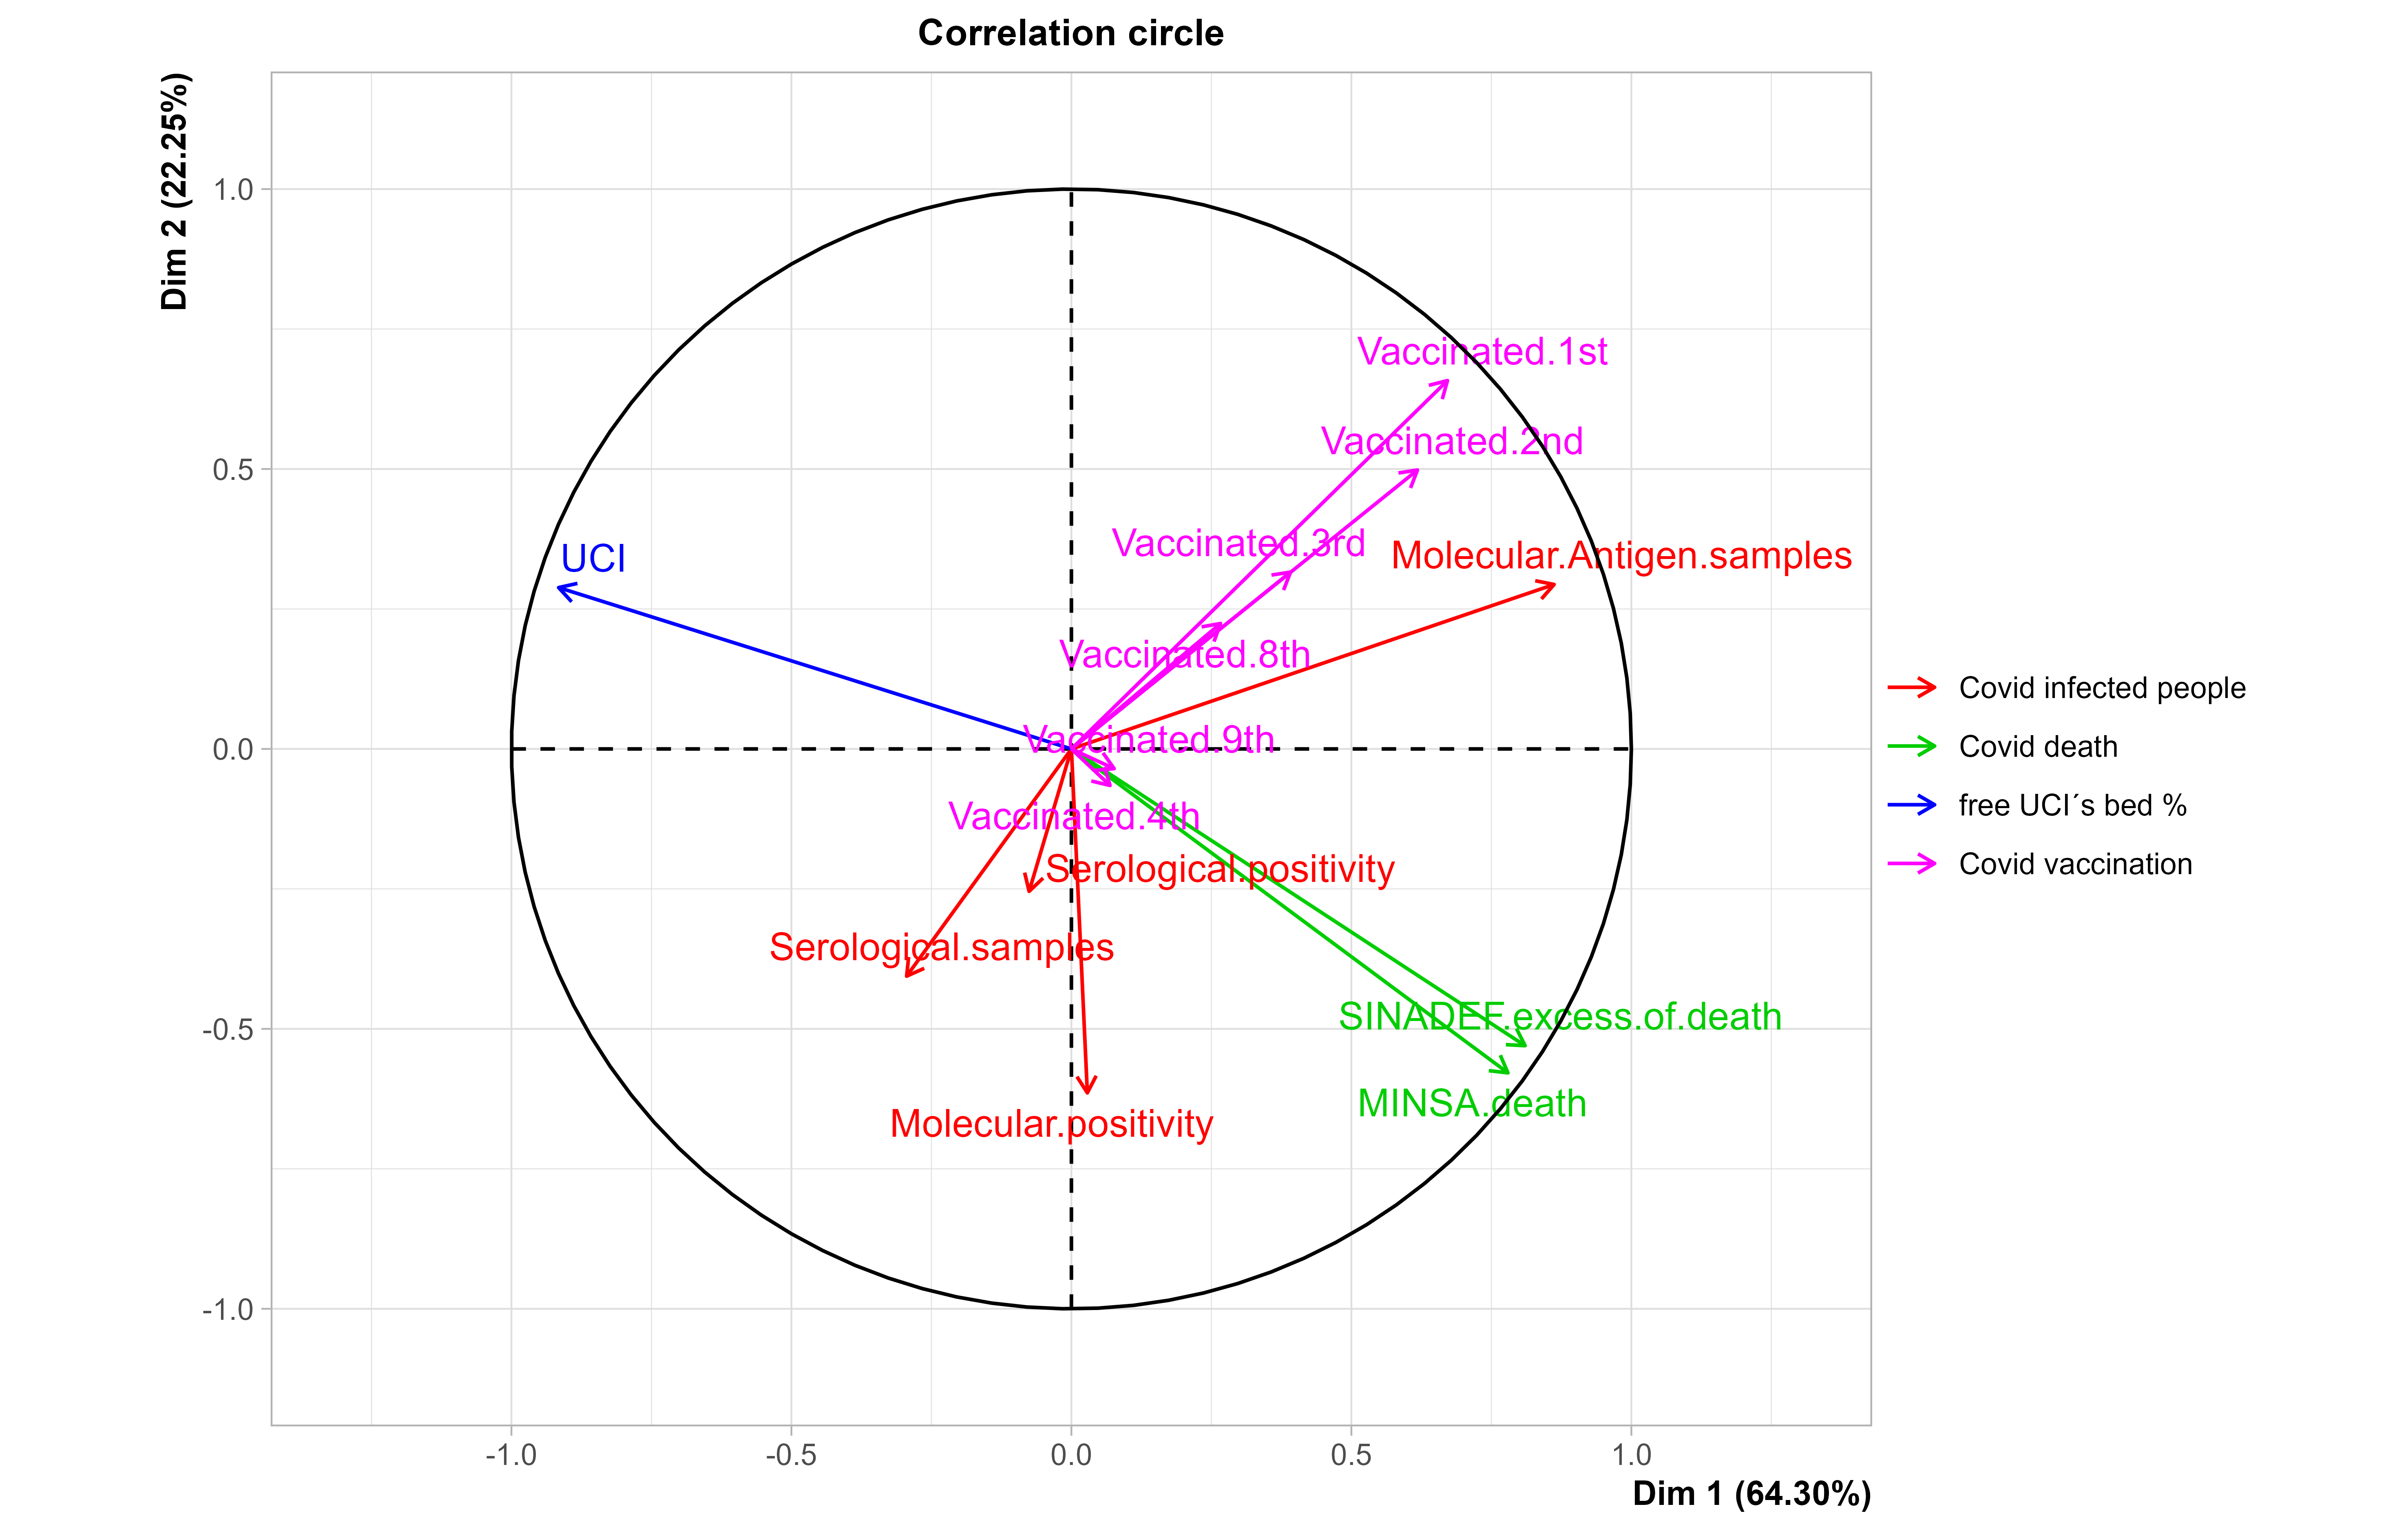 Correlation circle
Dim 2 (22.25%)
1.0
0.5
0.0
-0.5
-1.0
Vaccinated.1st
Vaccinated.2nd
Vaccinated.3rd
Molecular.Antigen.samples
UCI
Vaccinated.8th
Vaccinated.9th
Vaccinated.4th
Serological.positivity
Serological.samples
SINADEF.excess.of.death
MINSA.death
Molecular.positivity
Covid infected people
Covid death
free UCI´s bed %
Covid vaccination
-1.0
-0.5
0.0
0.5
1.0
Dim 1 (64.30%)